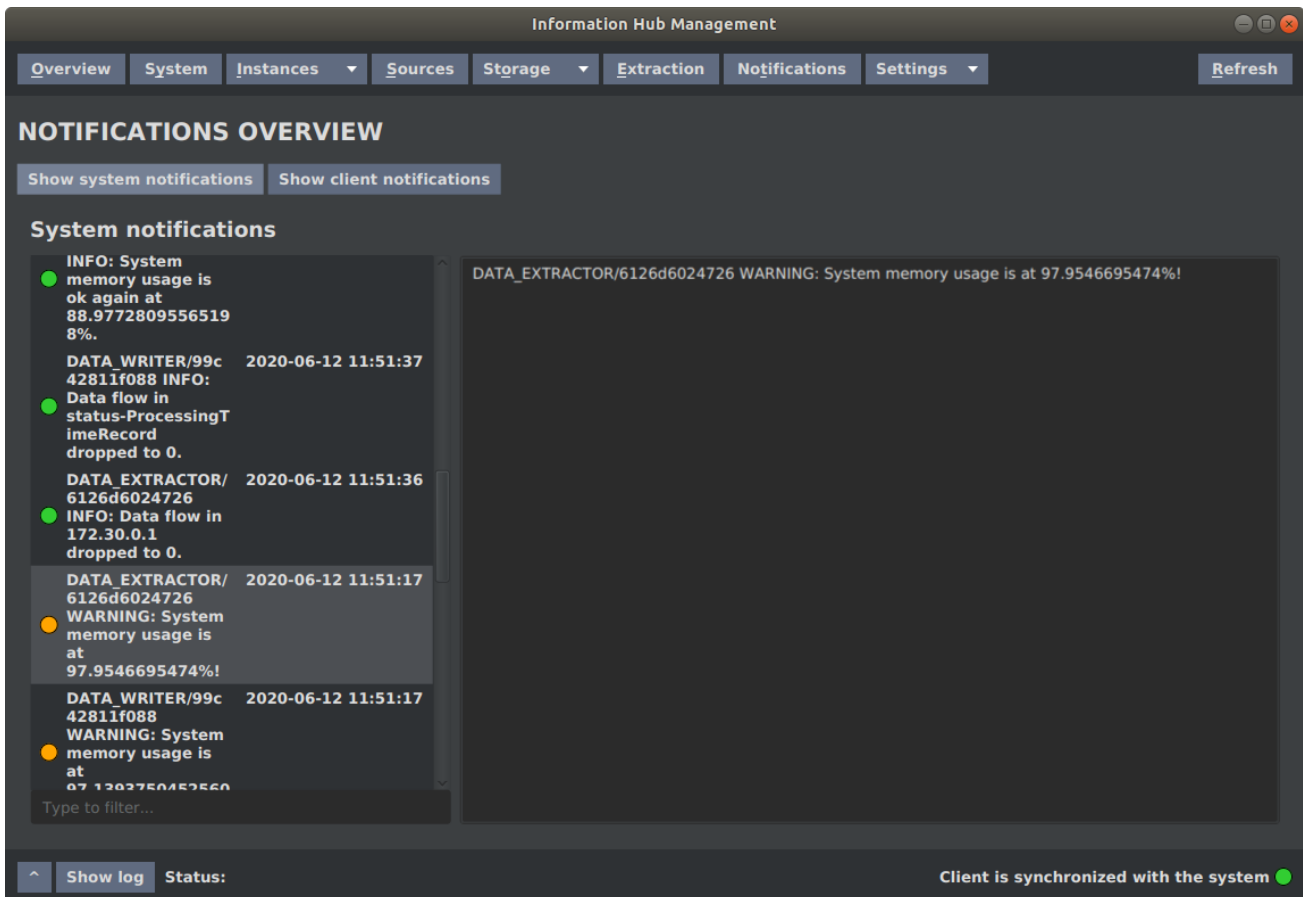 Information Hub Management
Overview System Instances Sources Storage Extraction Notifications Settings Refresh
NOTIFICATIONS OVERVIEW
Show system notifications Show client notifications
System notifications
INFO: System
memory usage is
ok again at
88.9772809556519
8%.
DATA_WRITER/99c 2020-06-12 11:51:37
42811f088 INFO:
Data flow in
status-ProcessingT
imeRecord
dropped to 0.
DATA_EXTRACTOR/ 2020-06-12 11:51:36
6126d6024726
INFO: Data flow in
172.30.0.1
dropped to 0.
DATA_EXTRACTOR/ 2020-06-12 11:51:17
6126d6024726
WARNING: System
memory usage is
at
97.9546695474%!
DATA_WRITER/99c 2020-06-12 11:51:17
42811f088
WARNING: System
memory usage is
at
97.1393750452560
Type to filter...
DATA_EXTRACTOR/6126d6024726 WARNING: System memory usage is at 97.9546695474%!
^ Show log Status: Client is synchronized with the system